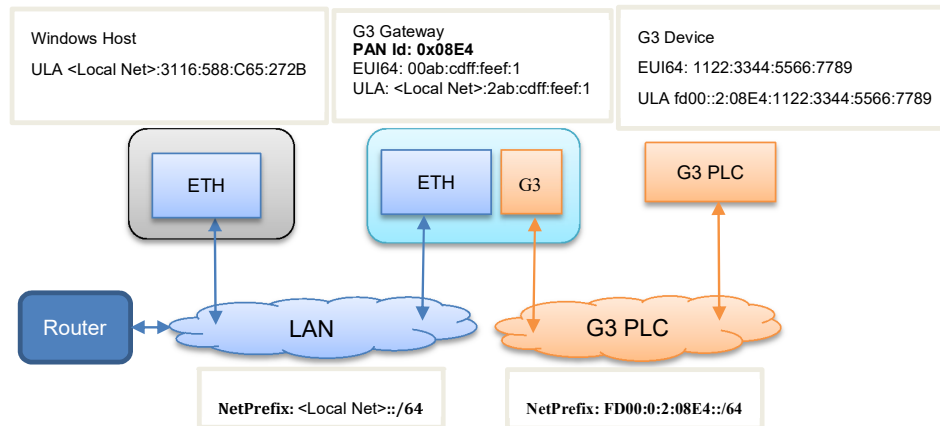 Windows Host
ULA <Local Net>:3116:588:C65:272B
G3 Gateway
PAN Id: 0x08E4
EUI64: 00ab:cdff:feef:1
ULA: <Local Net>:2ab:cdff:feef:1
G3 Device
EUI64: 1122:3344:5566:7789
ULA fd00::2:08E4:1122:3344:5566:7789
ETH
ETH
G3
G3 PLC
Router
LAN
G3 PLC
NetPrefix: <Local Net>::/64
NetPrefix: FD00:0:2:08E4::/64